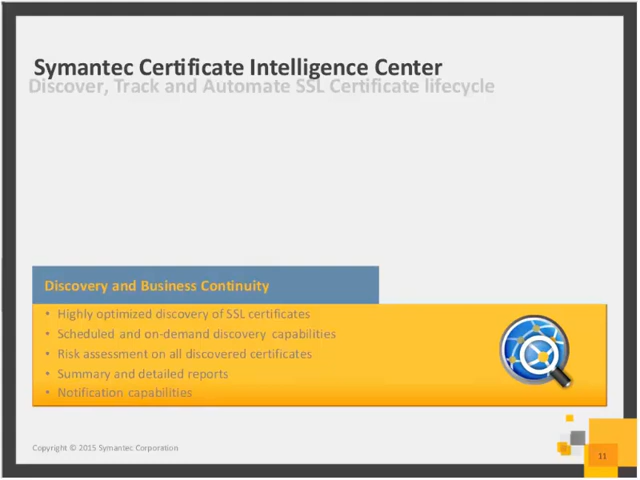 Symantec Certificate Intelligence Center
Discover, Track and Automate SSL Certificate lifecycle
Discovery and Business Continuity
• Highly optimized discovery of SSL certificates
• Scheduled and on-demand discovery capabilities
• Risk assessment on all discovered certificates
• Summary and detailed reports
• Notification capabilities
Copyright © 2015 Symantec Corporation
11